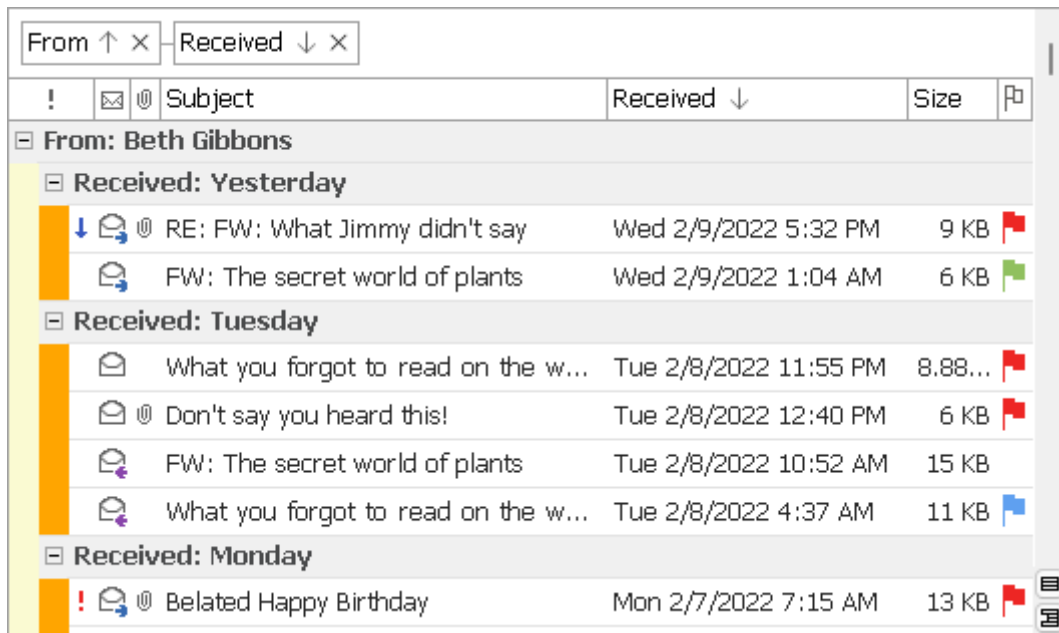 From ↑ × Received ↓ ×
! Subject Received ↓ Size
From: Beth Gibbons
Received: Yesterday
RE: FW: What Jimmy didn't say Wed 2/9/2022 5:32 PM 9 KB
FW: The secret world of plants Wed 2/9/2022 1:04 AM 6 KB
Received: Tuesday
What you forgot to read on the w... Tue 2/8/2022 11:55 PM 8.88...
Don't say you heard this! Tue 2/8/2022 12:40 PM 6 KB
FW: The secret world of plants Tue 2/8/2022 10:52 AM 15 KB
What you forgot to read on the w... Tue 2/8/2022 4:37 AM 11 KB
Received: Monday
! Belated Happy Birthday Mon 2/7/2022 7:15 AM 13 KB